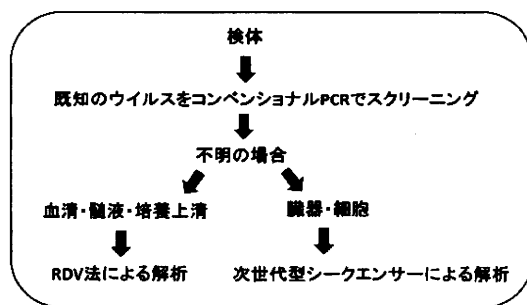 検体
既知のウイルスをコンベンショナルPCRでスクリーニング
不明の場合
血清・髄液・培養上清
臓器・細胞
RDV法による解析
次世代型シークエンサーによる解析